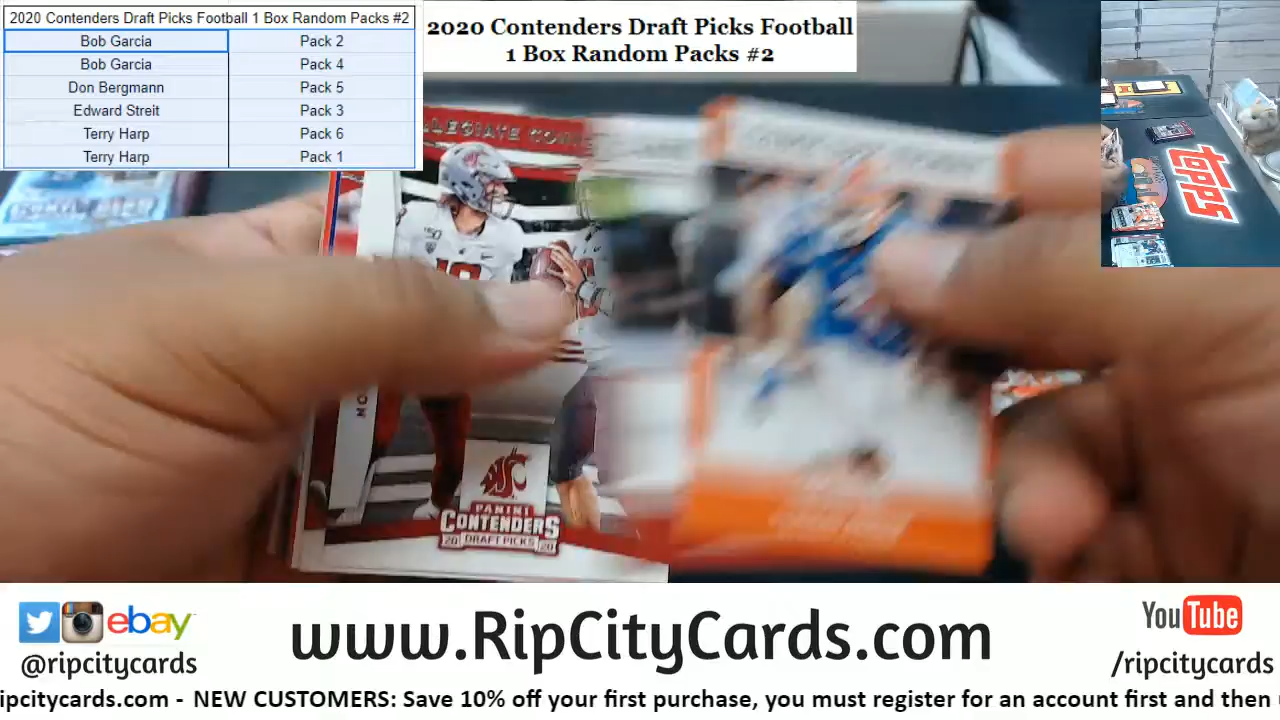 2020 Contenders Draft Picks Football 1 Box Random Packs #2
Bob Garcia Pack 2
Bob Garcia Pack 4
Don Bergmann Pack 5
Edward Streit Pack 3
Terry Harp Pack 6
Terry Harp Pack 1
2020 Contenders Draft Picks Football
1 Box Random Packs #2
topps
WSC
PANINI
CONTENDERS
20 DRAFT PICKS 20
ebay
@ripcitycards
www.RipCityCards.com
YouTube
/ripcitycards
ripcitycards.com - NEW CUSTOMERS: Save 10% off your first purchase, you must register for an account first and then